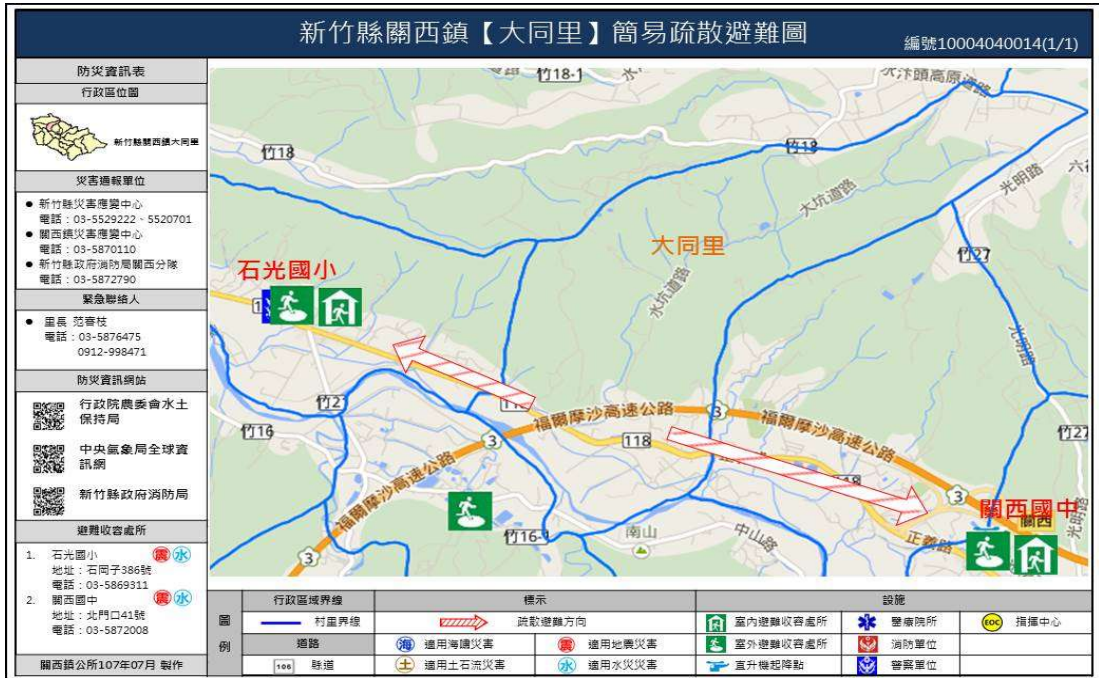 新竹縣關西鎮【大同里】簡易疏散避難圖
編號10004040014(1/1)
防災資訊表
行政區位圖
新竹縣關西鎮大同里
災害通報單位
● 新竹縣災害應變中心
電話:03-5529222、5520701
● 關西鎮災害應變中心
電話:03-5870110
● 新竹縣政府消防局關西分隊
電話:03-5872790
緊急聯絡人
● 里長 范春枝
電話:03-5876475
0912-998471
防災資訊網站
行政院農委會水土
保持局
中央氣象局全球資
訊網
新竹縣政府消防局
避難收容處所
1. 石光國小 震 水
地址:石岡子386號
電話:03-5869311
2. 關西國中 震 水
地址:北門口41號
電話:03-5872008
關西鎮公所107年07月 製作
竹18-1
水汴頭高原道路
竹18
竹18
光明路
大坑道路
大同里
竹27
水坑道路
石光國小
光明路
竹16
福爾摩沙高速公路
3
福爾摩沙高速公路
118
竹27
3
福爾摩沙高速公路
3
關西國中
關西
光明路
竹16-1
南山
中山路
正義路
3
圖例
行政區域界線
標示
設施
村里界線
疏散避難方向
室內避難收容處所
醫療院所
EOC 指揮中心
道路
海 適用海嘯災害
震 適用地震災害
室外避難收容處所
消防單位
106 縣道
土 適用土石流災害
水 適用水災災害
直升機起降點
警察單位